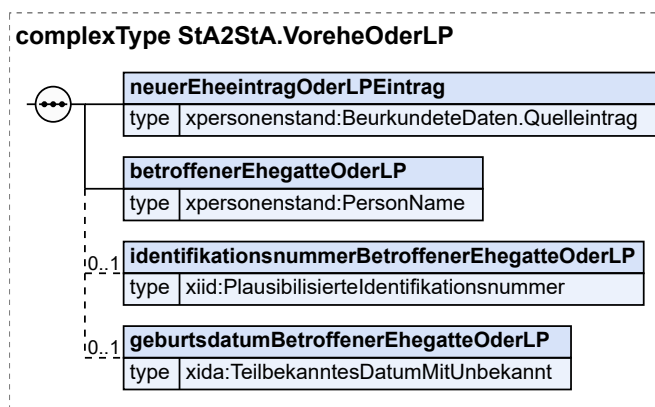 complexType StA2StA.VoreheOderLP
neuerEheeintragOderLPEintrag
type xpersonenstand:BeurkundeteDaten.Quelleintrag
betroffenerEhegatteOderLP
type xpersonenstand:PersonName
0..1 identifikationsnummerBetroffenerEhegatteOderLP
type xiid:PlausibilisierteIdentifikationsnummer
0..1 geburtsdatumBetroffenerEhegatteOderLP
type xida:TeilbekanntesDatumMitUnbekannt